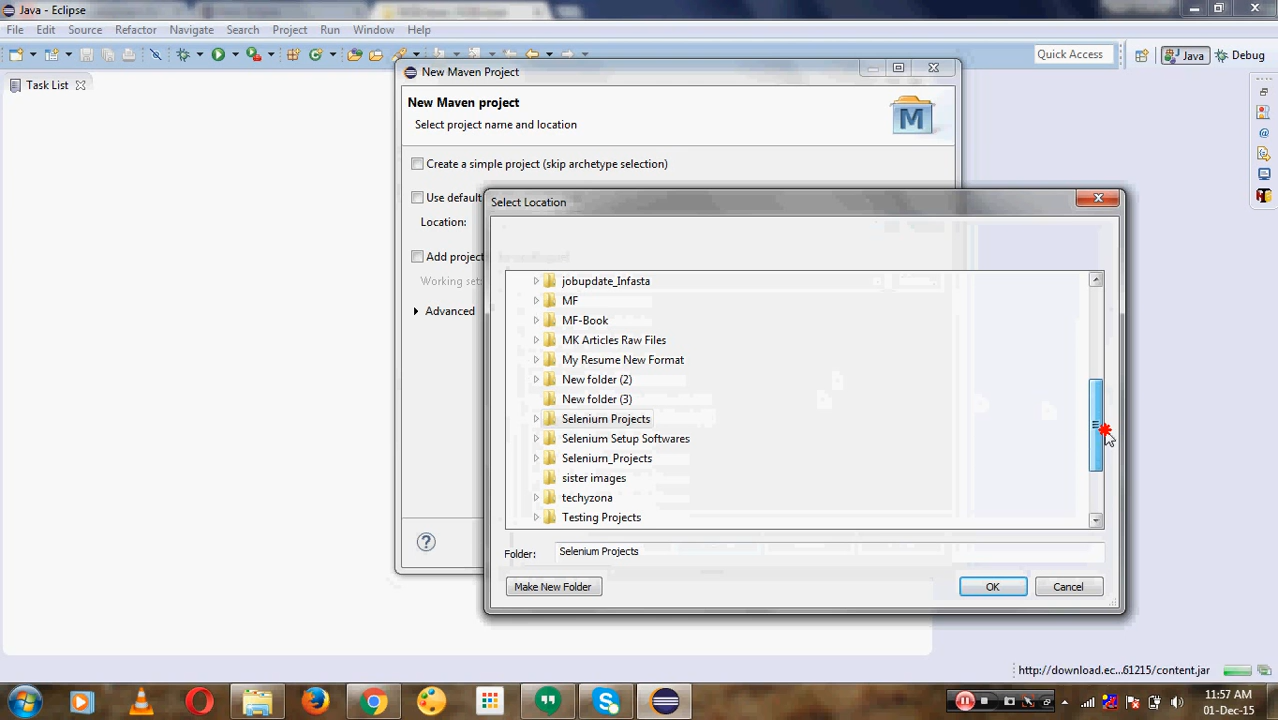 Java - Eclipse
File Edit Source Refactor Navigate Search Project Run Window Help
Quick Access Java Debug
Task List
New Maven Project
New Maven project
Select project name and location
M
Create a simple project (skip archetype selection)
Use default
Location:
Add project
Working set:
Advanced
Select Location
jobupdate_Infasta
MF
MF-Book
MK Articles Raw Files
My Resume New Format
New folder (2)
New folder (3)
Selenium Projects
Selenium Setup Softwares
Selenium_Projects
sister images
techyzona
Testing Projects
Folder: Selenium Projects
Make New Folder OK Cancel
http://download.ec...61215/content.jar
11:57 AM
01-Dec-15